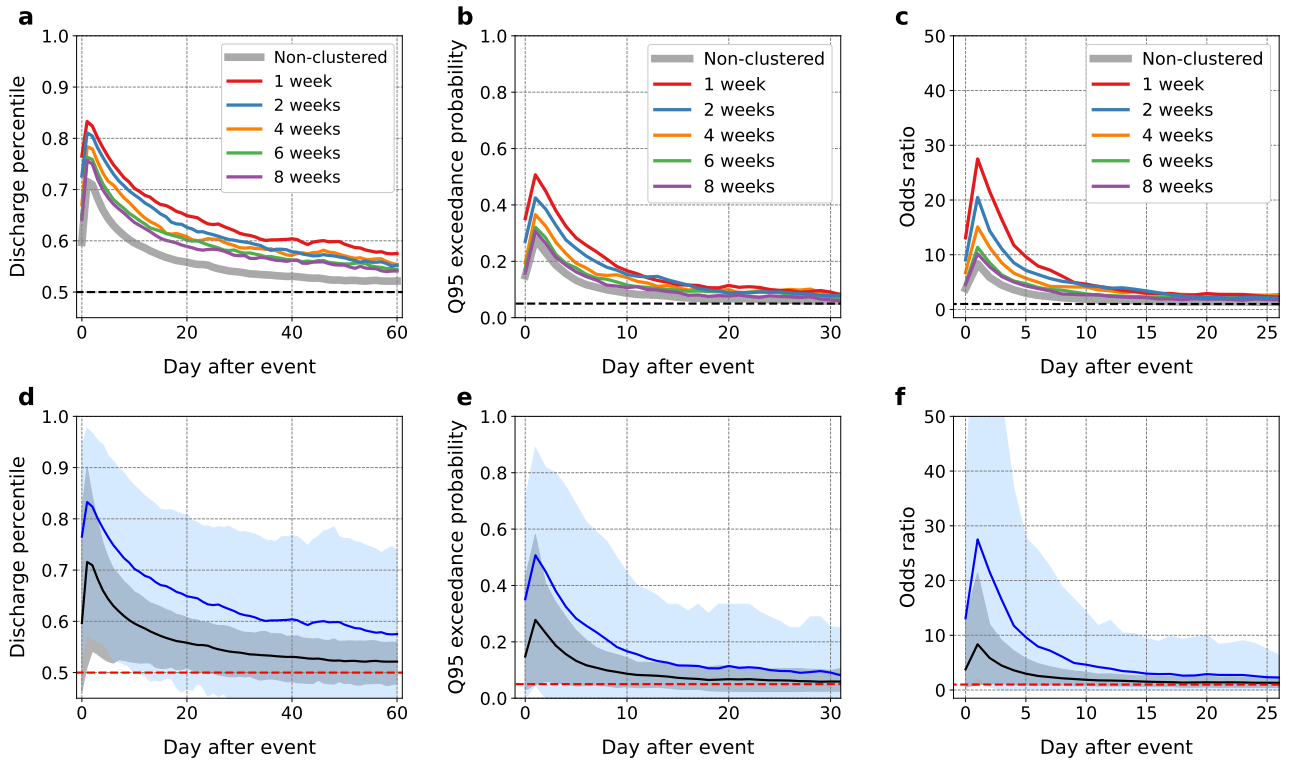 a
Discharge percentile
1.0
0.9
0.8
0.7
0.6
0.5
0
20
40
60
Day after event
Non-clustered
1 week
2 weeks
4 weeks
6 weeks
8 weeks
b
Q95 exceedance probability
1.0
0.8
0.6
0.4
0.2
0.0
0
10
20
30
Day after event
Non-clustered
1 week
2 weeks
4 weeks
6 weeks
8 weeks
c
Odds ratio
50
40
30
20
10
0
0
5
10
15
20
25
Day after event
Non-clustered
1 week
2 weeks
4 weeks
6 weeks
8 weeks
d
Discharge percentile
1.0
0.9
0.8
0.7
0.6
0.5
0
20
40
60
Day after event
e
Q95 exceedance probability
1.0
0.8
0.6
0.4
0.2
0.0
0
10
20
30
Day after event
f
Odds ratio
50
40
30
20
10
0
0
5
10
15
20
25
Day after event